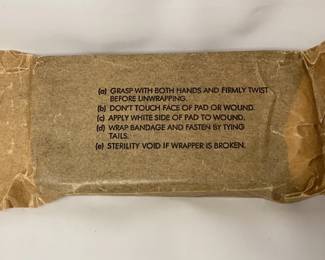 (a) GRASP WITH BOTH HANDS AND FIRMLY TWIST
BEFORE UNWRAPPING.
(b) DON'T TOUCH FACE OF PAD OR WOUND.
(c) APPLY WHITE SIDE OF PAD TO WOUND.
(d) WRAP BANDAGE AND FASTEN BY TYING
TAILS.
(e) STERILITY VOID IF WRAPPER IS BROKEN.